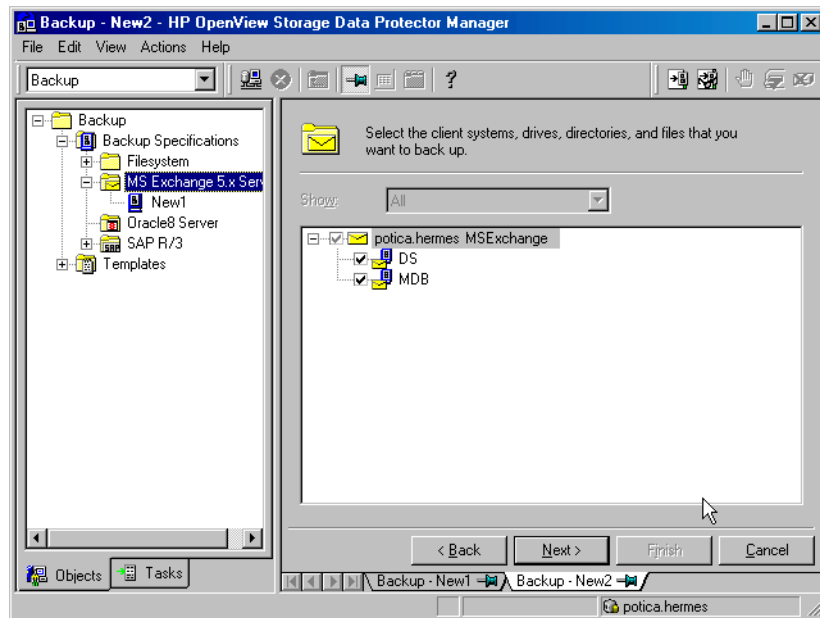 Backup - New2 - HP OpenView Storage Data Protector Manager
File Edit View Actions Help
Backup
?
Backup
Backup Specifications
Filesystem
MS Exchange 5.x Serv
New1
Oracle8 Server
SAP R/3
Templates
Objects
Tasks
Select the client systems, drives, directories, and files that you
want to back up.
Show:
All
potica.hermes MSExchange
DS
MDB
< Back
Next >
Finish
Cancel
Backup - New1
Backup - New2
potica.hermes